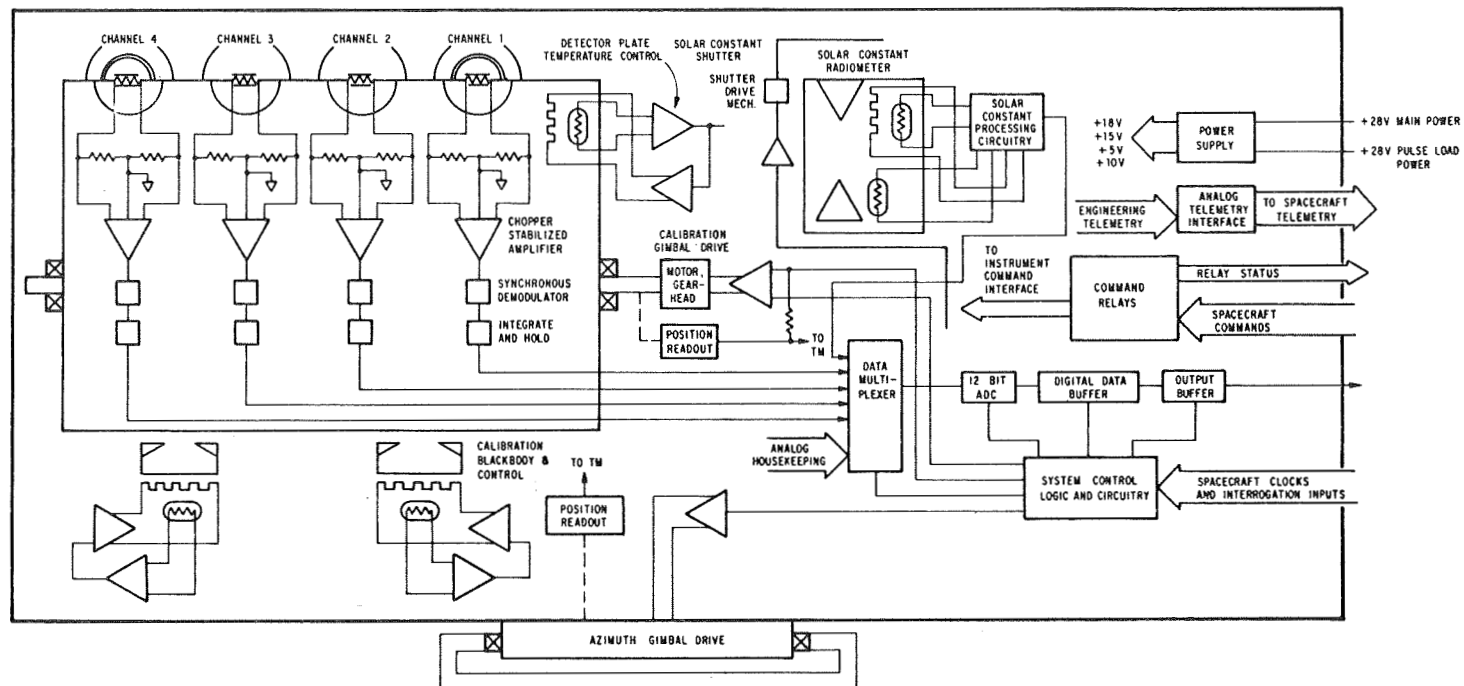 CHANNEL 4
CHANNEL 3
CHANNEL 2
CHANNEL 1
DETECTOR PLATE
TEMPERATURE CONTROL
SOLAR CONSTANT
SHUTTER
SHUTTER
DRIVE
MECH.
SOLAR CONSTANT
RADIOMETER
SOLAR
CONSTANT
PROCESSING
CIRCUITRY
+18V
+15V
+5V
+10V
POWER
SUPPLY
+28V MAIN POWER
+28V PULSE LOAD
POWER
ENGINEERING
TELEMETRY
ANALOG
TELEMETRY
INTERFACE
TO SPACECRAFT
TELEMETRY
CHOPPER
STABILIZED
AMPLIFIER
SYNCHRONOUS
DEMODULATOR
INTEGRATE
AND HOLD
CALIBRATION
GIMBAL DRIVE
MOTOR,
GEAR-
HEAD
POSITION
READOUT
TO
TM
TO
INSTRUMENT
COMMAND
INTERFACE
COMMAND
RELAYS
RELAY STATUS
SPACECRAFT
COMMANDS
DATA
MULTI-
PLEXER
12 BIT
ADC
DIGITAL DATA
BUFFER
OUTPUT
BUFFER
ANALOG
HOUSEKEEPING
SYSTEM CONTROL
LOGIC AND CIRCUITRY
SPACECRAFT CLOCKS
AND INTERROGATION INPUTS
CALIBRATION
BLACKBODY &
CONTROL
TO TM
POSITION
READOUT
AZIMUTH GIMBAL DRIVE